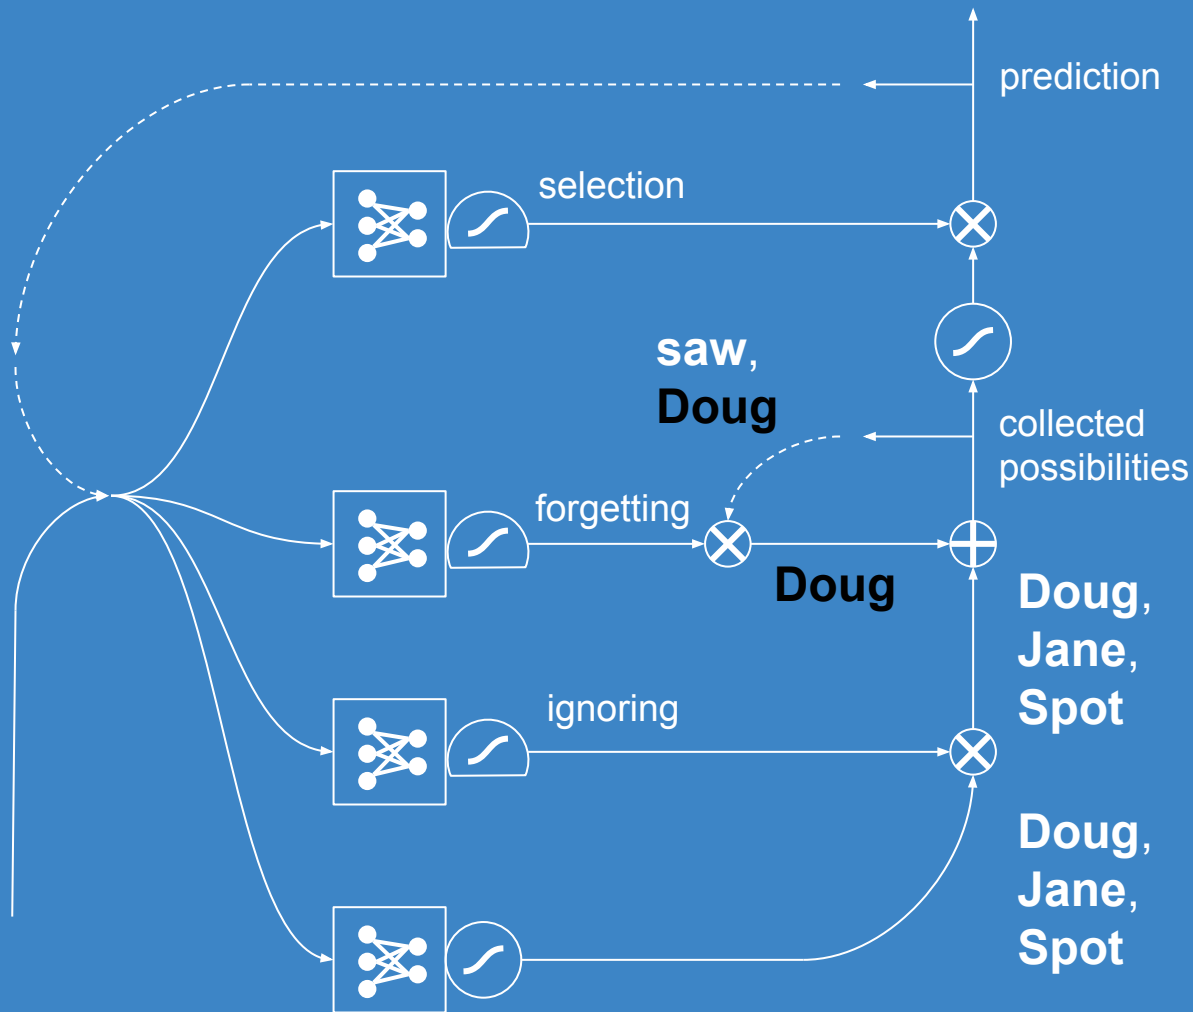 prediction
selection
saw,
Doug
collected
possibilities
forgetting
Doug
Doug,
Jane,
Spot
ignoring
Doug,
Jane,
Spot